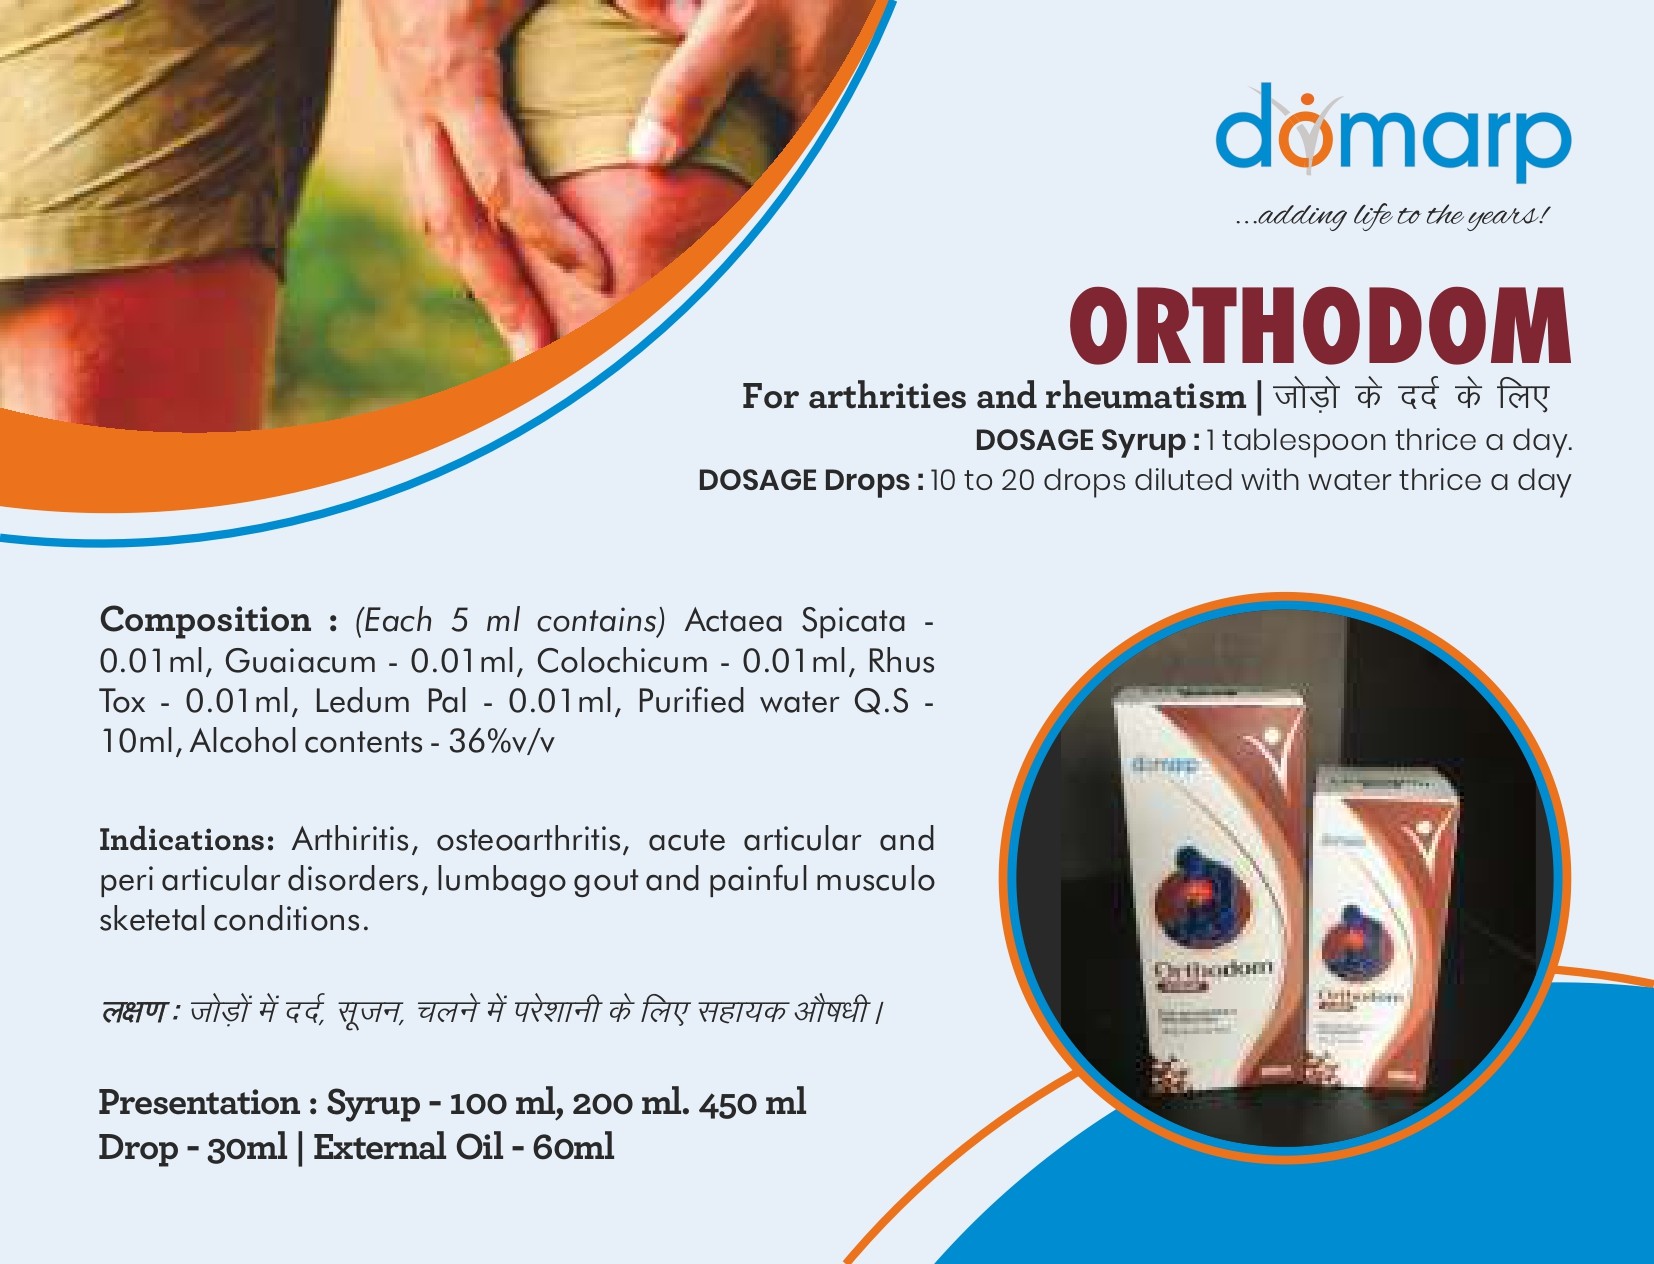 domarp
...adding life to the years!
ORTHODOM
For arthrities and rheumatism | जोड़ो के दर्द के लिए
DOSAGE Syrup : 1 tablespoon thrice a day.
DOSAGE Drops : 10 to 20 drops diluted with water thrice a day
Composition : (Each 5 ml contains) Actaea Spicata -
0.01ml, Guaiacum - 0.01ml, Colochicum - 0.01ml, Rhus
Tox - 0.01ml, Ledum Pal - 0.01ml, Purified water Q.S -
10ml, Alcohol contents - 36%v/v
Indications: Arthiritis, osteoarthritis, acute articular and
peri articular disorders, lumbago gout and painful musculo
sketetal conditions.
लक्षण : जोड़ों में दर्द, सूजन, चलने में परेशानी के लिए सहायक औषधी।
Presentation : Syrup - 100 ml, 200 ml. 450 ml
Drop - 30ml | External Oil - 60ml
domarp
Orthodom
Orthodom